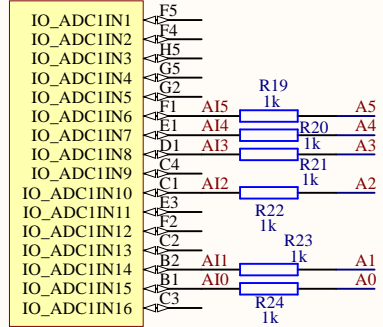 IO_ADC1IN1 F5
IO_ADC1IN2 F4
IO_ADC1IN3 H5
IO_ADC1IN4 G5
IO_ADC1IN5 G2
R19
1k
IO_ADC1IN6 F1 AI5 A5
IO_ADC1IN7 E1 AI4 R20 A4
1k
IO_ADC1IN8 D1 AI3 A3
R21
1k
IO_ADC1IN9 C4
IO_ADC1IN10 C1 AI2 A2
IO_ADC1IN11 E3
R22
1k
IO_ADC1IN12 F2
IO_ADC1IN13 C2
R23
1k
IO_ADC1IN14 B2 AI1 A1
IO_ADC1IN15 B1 AI0 A0
R24
1k
IO_ADC1IN16 C3